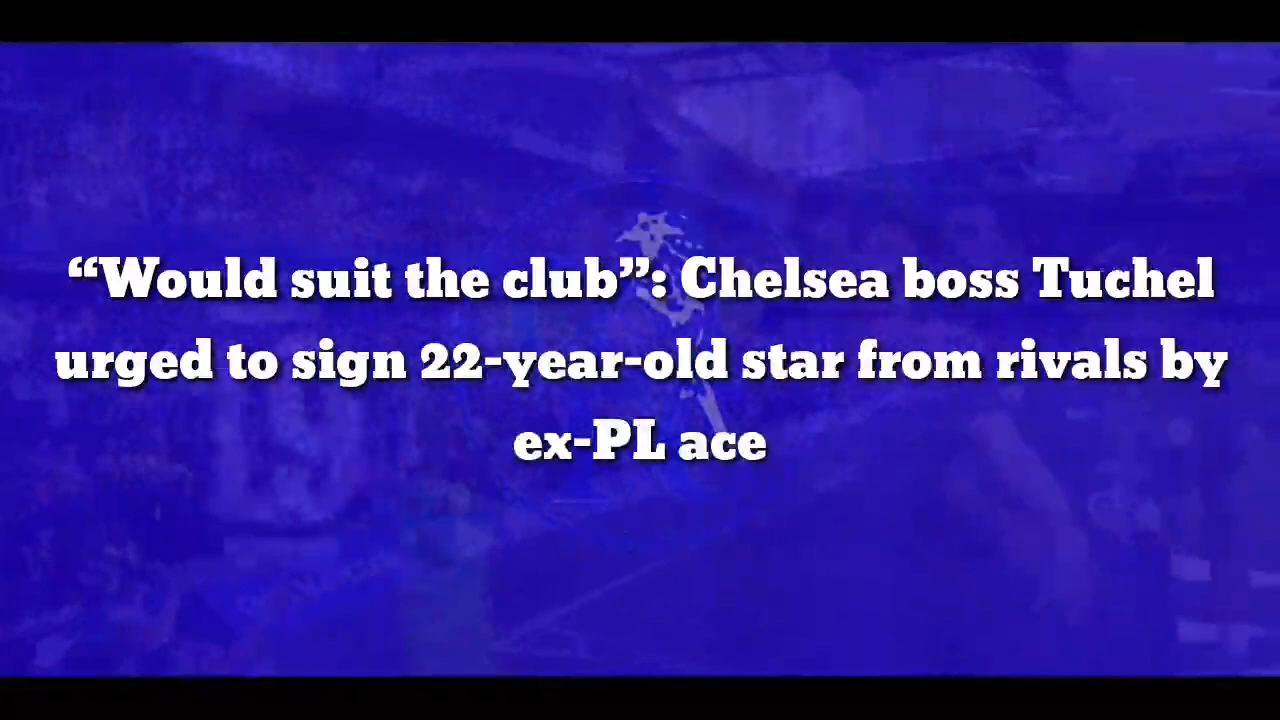 “Would suit the club”: Chelsea boss Tuchel
urged to sign 22-year-old star from rivals by
ex-PL ace